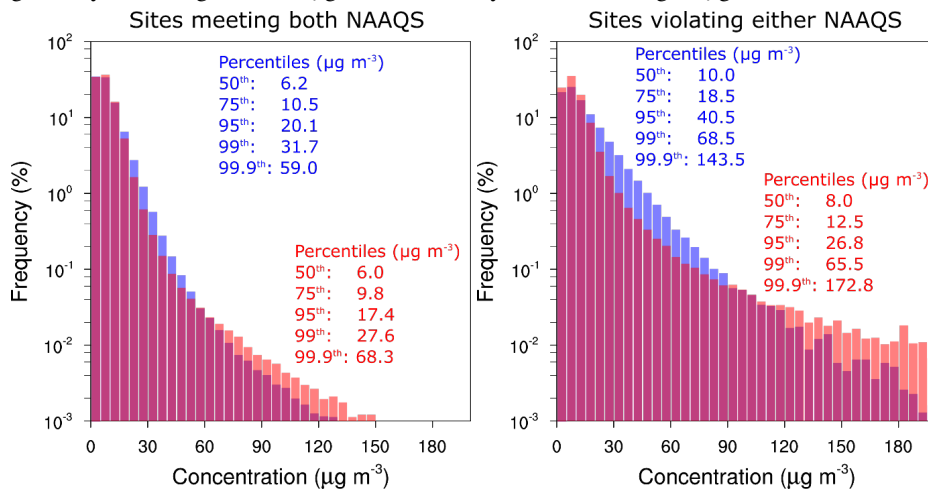 Sites meeting both NAAQS
Frequency (%)
10²
10¹
10⁰
10⁻¹
10⁻²
10⁻³
Percentiles (μg m⁻³)
50ᵗʰ: 6.2
75ᵗʰ: 10.5
95ᵗʰ: 20.1
99ᵗʰ: 31.7
99.9ᵗʰ: 59.0
Percentiles (μg m⁻³)
50ᵗʰ: 6.0
75ᵗʰ: 9.8
95ᵗʰ: 17.4
99ᵗʰ: 27.6
99.9ᵗʰ: 68.3
0 30 60 90 120 150 180
Concentration (μg m⁻³)
Sites violating either NAAQS
Frequency (%)
10²
10¹
10⁰
10⁻¹
10⁻²
10⁻³
Percentiles (μg m⁻³)
50ᵗʰ: 10.0
75ᵗʰ: 18.5
95ᵗʰ: 40.5
99ᵗʰ: 68.5
99.9ᵗʰ: 143.5
Percentiles (μg m⁻³)
50ᵗʰ: 8.0
75ᵗʰ: 12.5
95ᵗʰ: 26.8
99ᵗʰ: 65.5
99.9ᵗʰ: 172.8
0 30 60 90 120 150 180
Concentration (μg m⁻³)